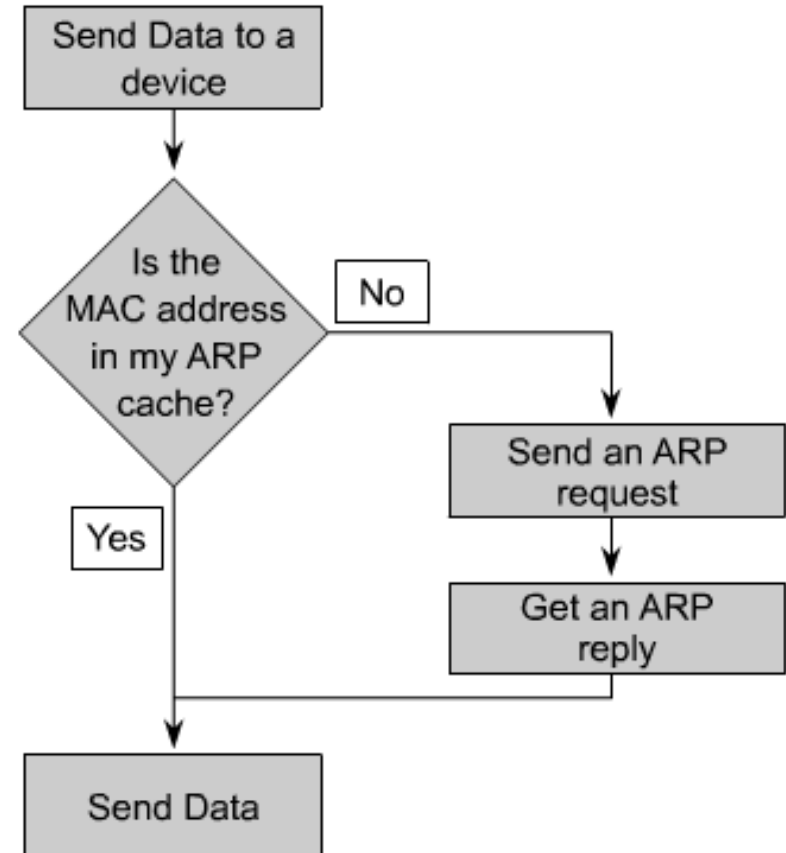 Send Data to a
device
Is the
MAC address
in my ARP
cache?
No
Send an ARP
request
Yes
Get an ARP
reply
Send Data